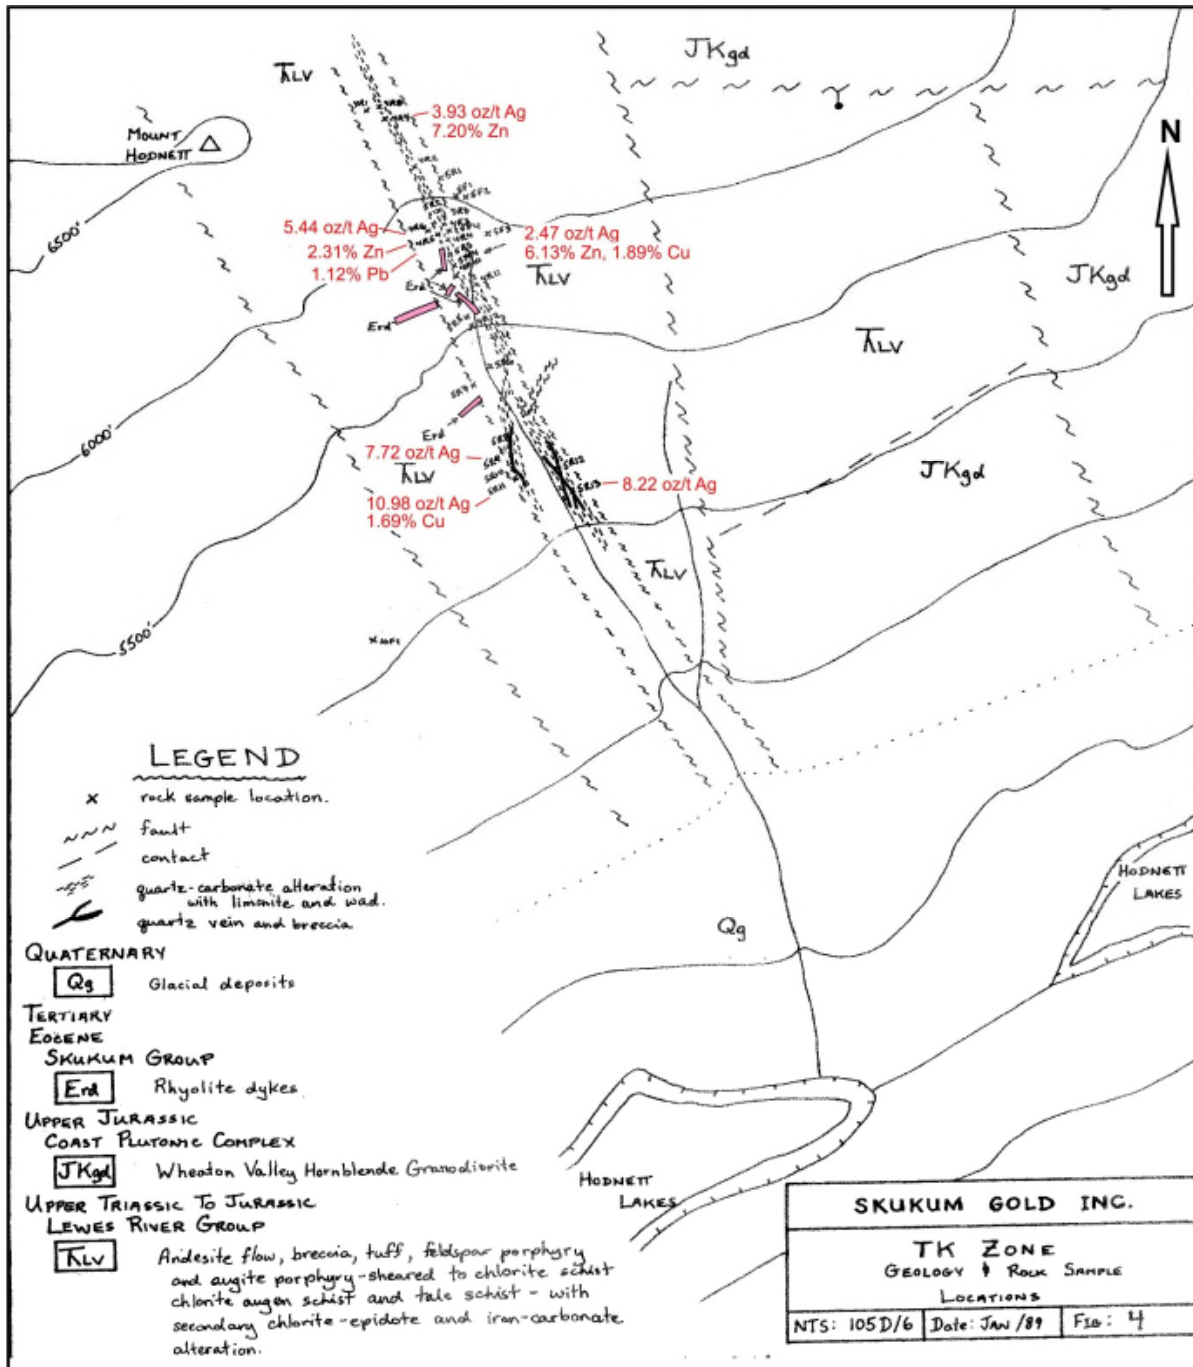 JKgd
TLV
MOUNT
HODNETT
3.93 oz/t Ag
7.20% Zn
N
6500'
5.44 oz/t Ag
2.31% Zn
1.12% Pb
2.47 oz/t Ag
6.13% Zn, 1.89% Cu
TLV
JKgd
Erd
Erd
TLV
6000'
Erd
TLV
7.72 oz/t Ag
SR12
SR13
8.22 oz/t Ag
JKgd
10.98 oz/t Ag
1.69% Cu
TLV
5500'
LEGEND
x rock sample location.
fault
contact
quartz-carbonate alteration
with limonite and wad.
quartz vein and breccia
QUATERNARY
Qg Glacial deposits
TERTIARY
EOCENE
SKUKUM GROUP
Erd Rhyolite dykes
UPPER JURASSIC
COAST PLUTONIC COMPLEX
JKgd Wheaton Valley Hornblende Granodiorite
UPPER TRIASSIC TO JURASSIC
LEWES RIVER GROUP
TLV Andesite flow, breccia, tuff, feldspar porphyry
and augite porphyry-sheared to chlorite schist
chlorite augen schist and talc schist - with
secondary chlorite-epidote and iron-carbonate
alteration.
Qg
HODNETT
LAKES
HODNETT
LAKES
SKUKUM GOLD INC.
TK ZONE
GEOLOGY & ROCK SAMPLE
LOCATIONS
NTS: 105D/6 Date: JAN /89 FIG: 4